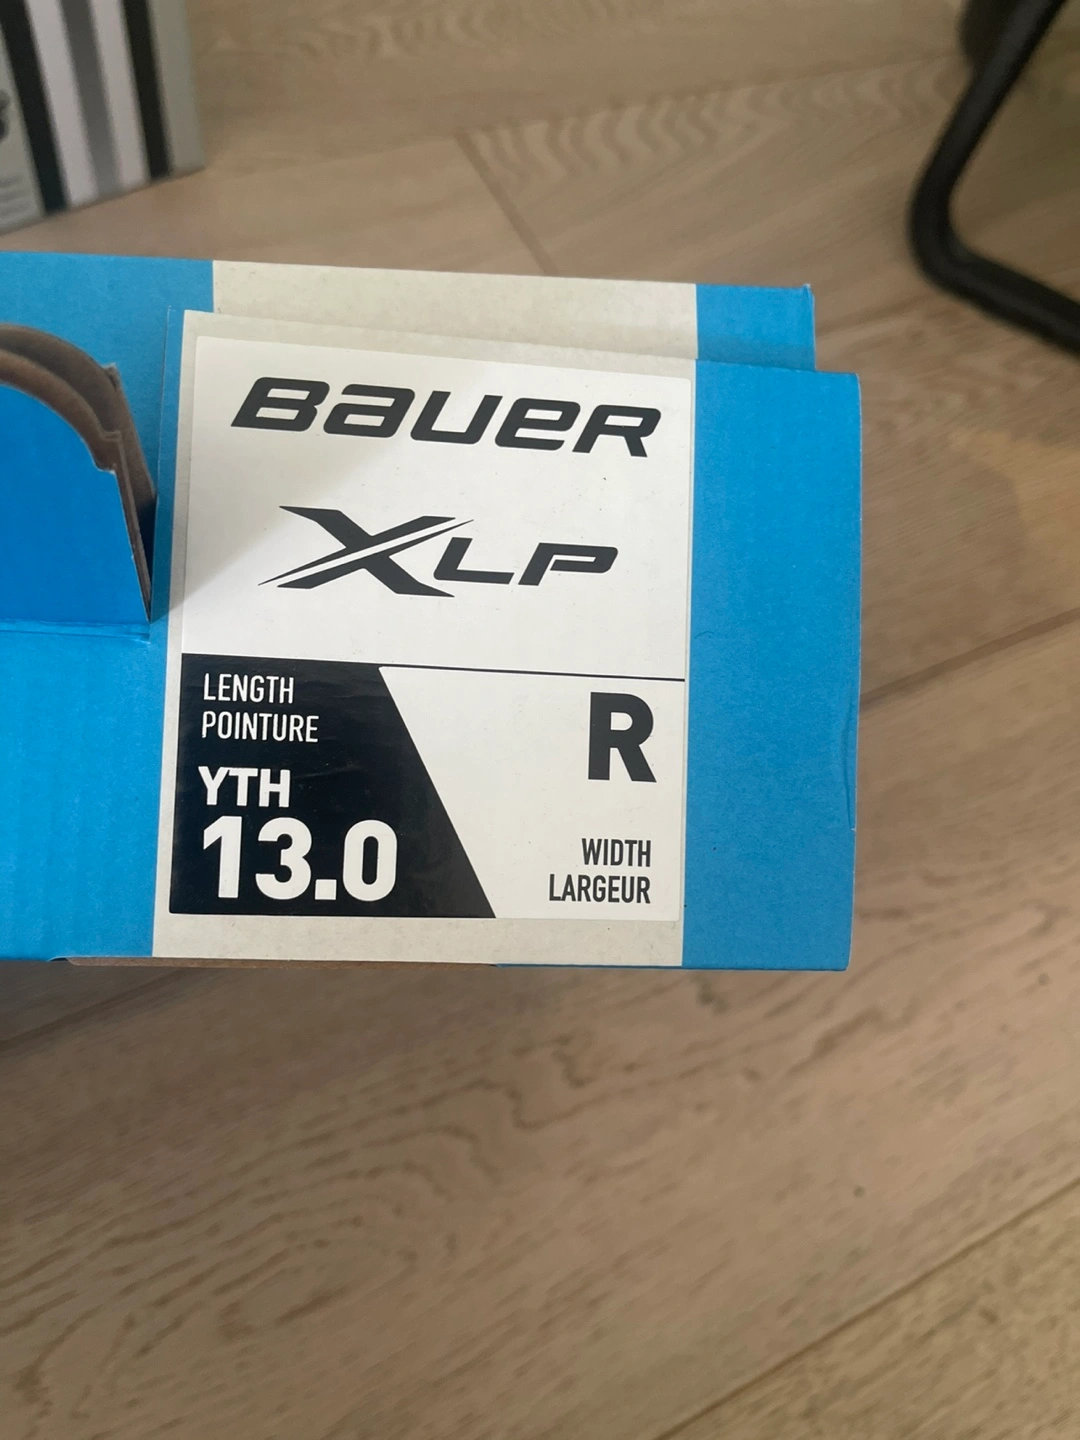 BAUER
XLP
LENGTH
POINTURE
YTH
13.0
R
WIDTH
LARGEUR